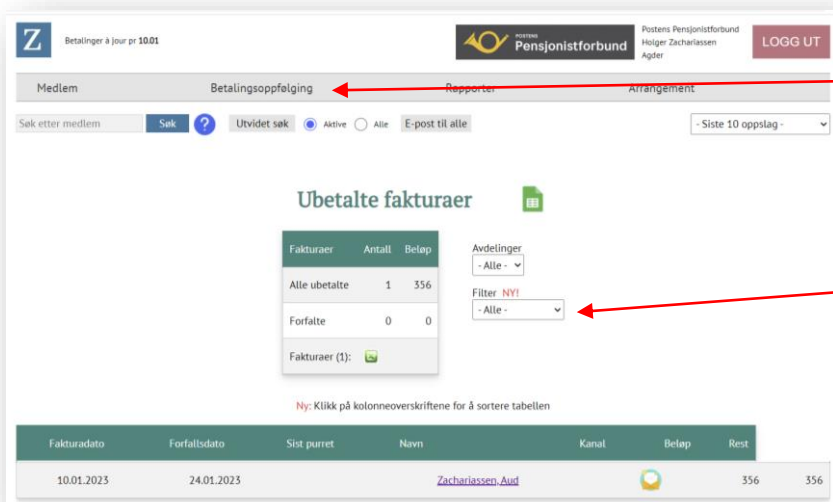 Z Betalinger à jour pr 10.01
POSTENS
Pensjonistforbund
Postens Pensjonistforbund
Holger Zachariassen
Agder
LOGG UT
Medlem Betalingsoppfølging Rapporter Arrangement
Søk etter medlem Søk ? Utvidet søk Aktive Alle E-post til alle - Siste 10 oppslag -
Ubetalte fakturaer
Fakturaer Antall Beløp
Alle ubetalte 1 356
Forfalte 0 0
Fakturaer (1):
Avdelinger
- Alle -
Filter NY!
- Alle -
Ny: Klikk på kolonneoverskriftene for å sortere tabellen
Fakturadato Forfallsdato Sist purret Navn Kanal Beløp Rest
10.01.2023 24.01.2023 Zachariassen, Aud 356 356